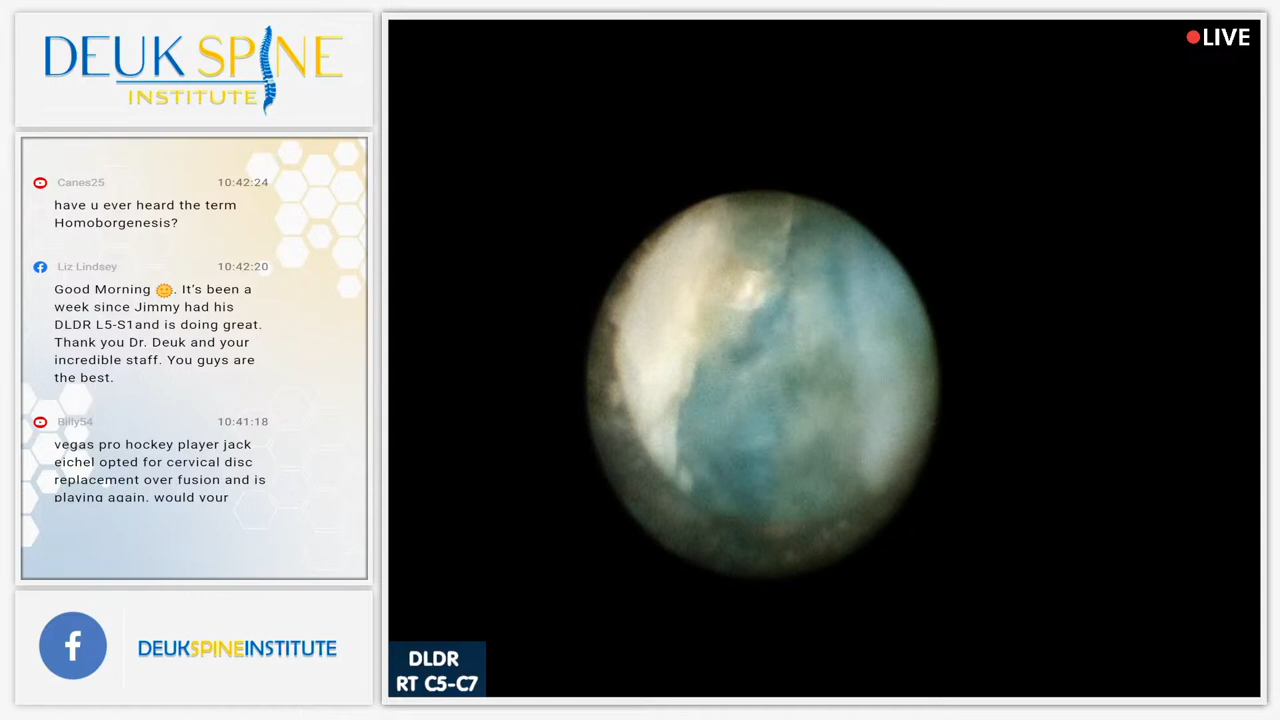 DEUK SPINE
INSTITUTE
Canes25 10:42:24
have u ever heard the term
Homoborgenesis?
Liz Lindsey 10:42:20
Good Morning 🌞. It's been a
week since Jimmy had his
DLDR L5-S1and is doing great.
Thank you Dr. Deuk and your
incredible staff. You guys are
the best.
Billy54 10:41:18
vegas pro hockey player jack
eichel opted for cervical disc
replacement over fusion and is
playing again. would your
f
DEUKSPINEINSTITUTE
LIVE
DLDR
RT C5-C7